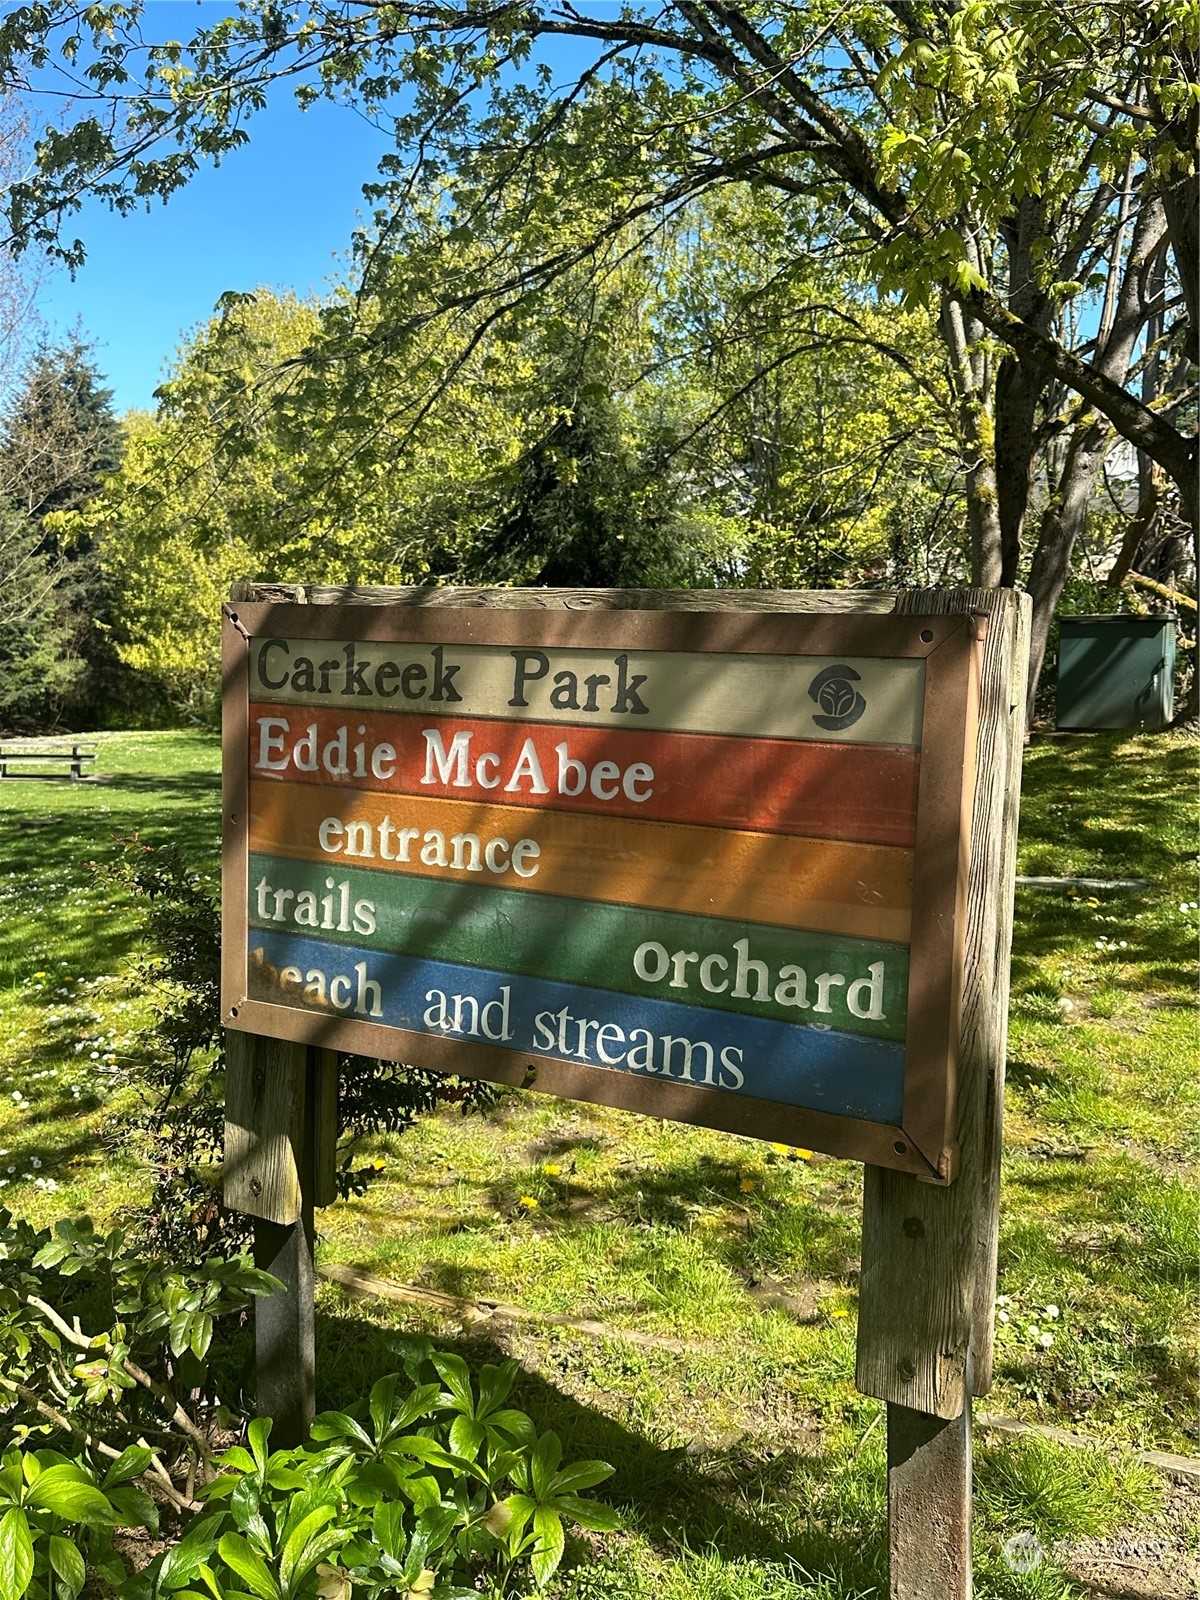 Carkeek Park
Eddie McAbee
entrance
trails orchard
beach and streams